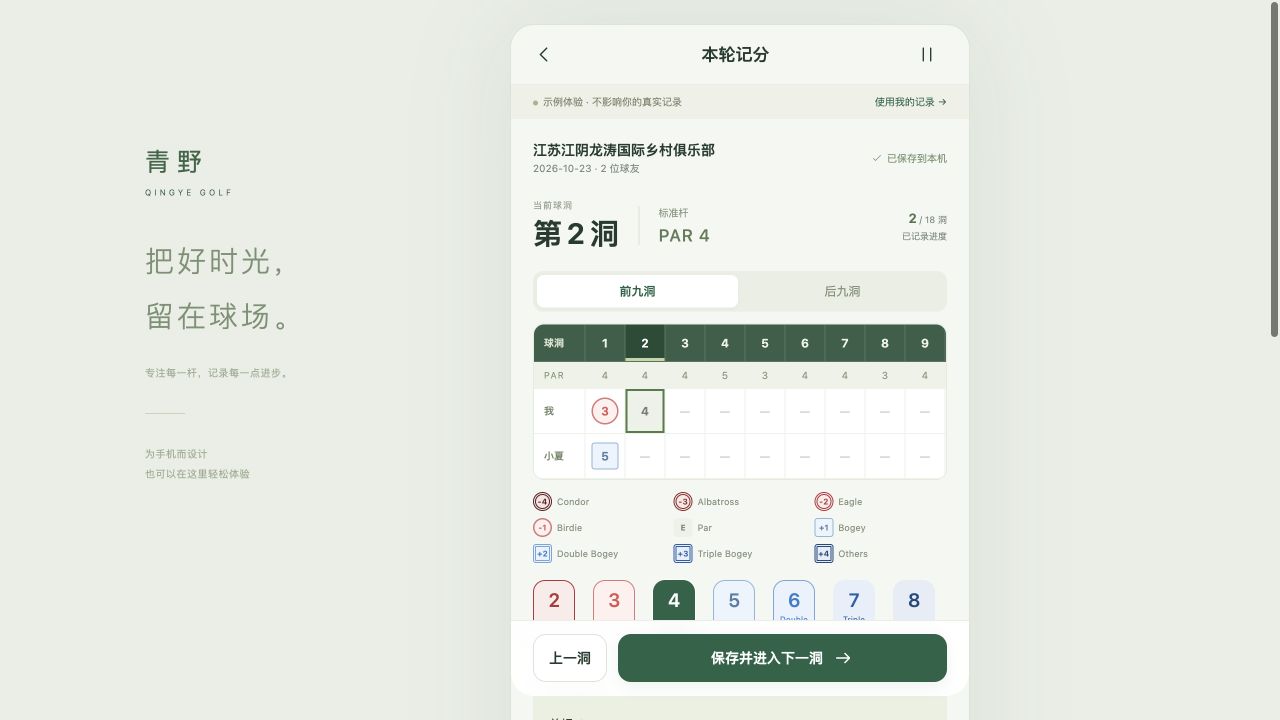 青野
QINGYE GOLF
把好时光，
留在球场。
专注每一杆，记录每一点进步。
为手机而设计
也可以在这里轻松体验
本轮记分
示例体验 · 不影响你的真实记录
使用我的记录 →
江苏江阴龙涛国际乡村俱乐部
2026-10-23 · 2 位球友
✓ 已保存到本机
当前球洞
第 2 洞
标准杆
PAR 4
2 / 18 洞
已记录进度
前九洞 后九洞
球洞 1 2 3 4 5 6 7 8 9
PAR 4 4 4 5 3 4 4 3 4
我 3 4 — — — — — — —
小夏 5 — — — — — — — —
-4 Condor -3 Albatross -2 Eagle
-1 Birdie E Par +1 Bogey
+2 Double Bogey +3 Triple Bogey +4 Others
2 3 4 5 6 7 8
Double Triple
上一洞 保存并进入下一洞 →